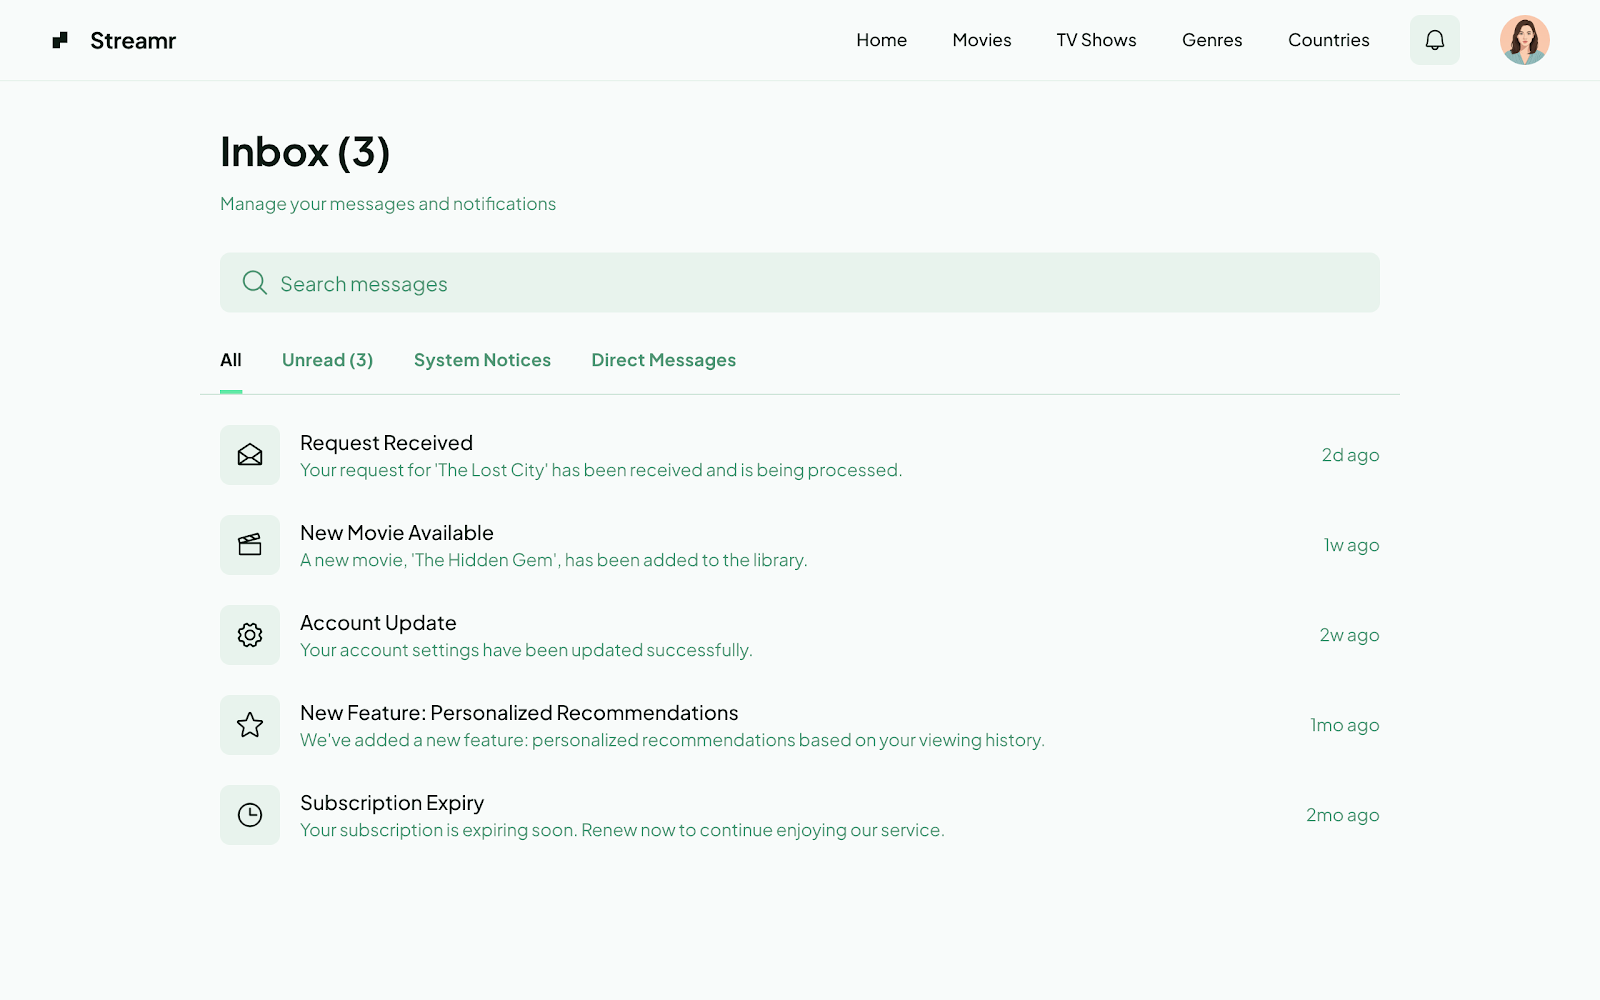 Streamr
Home Movies TV Shows Genres Countries
Inbox (3)
Manage your messages and notifications
Search messages
All Unread (3) System Notices Direct Messages
Request Received
Your request for 'The Lost City' has been received and is being processed.
2d ago
New Movie Available
A new movie, 'The Hidden Gem', has been added to the library.
1w ago
Account Update
Your account settings have been updated successfully.
2w ago
New Feature: Personalized Recommendations
We've added a new feature: personalized recommendations based on your viewing history.
1mo ago
Subscription Expiry
Your subscription is expiring soon. Renew now to continue enjoying our service.
2mo ago